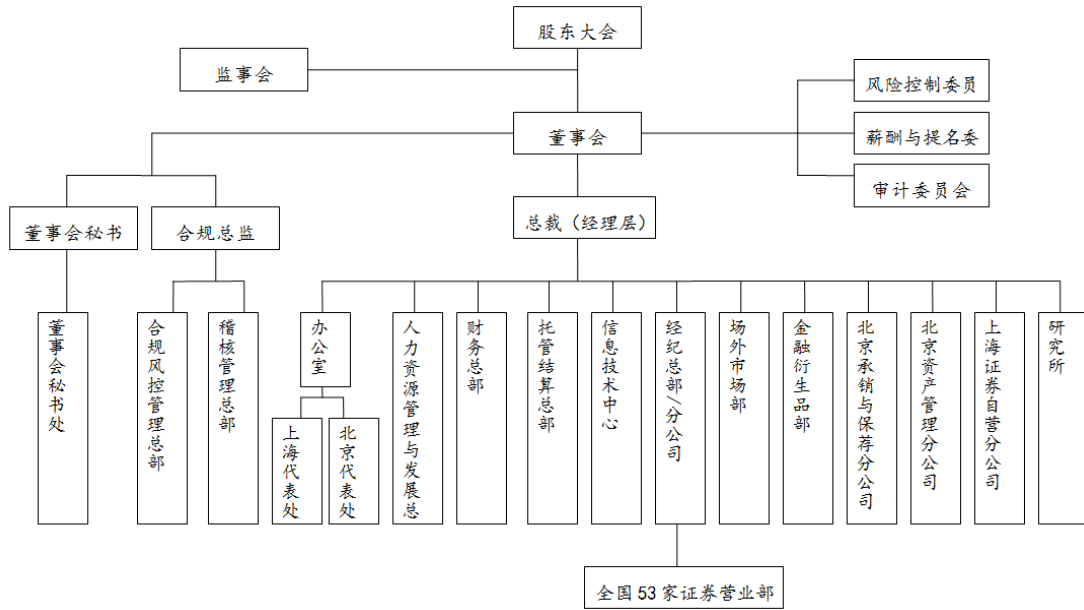 股东大会
监事会
风险控制委员
董事会
薪酬与提名委
审计委员会
董事会秘书
合规总监
总裁（经理层）
董事会秘书处
合规风控管理总部
稽核管理总部
办公室
上海代表处
北京代表处
人力资源管理与发展总
财务总部
托管结算总部
信息技术中心
经纪总部/分公司
场外市场部
金融衍生品部
北京承销与保荐分公司
北京资产管理分公司
上海证券自营分公司
研究所
全国53家证券营业部